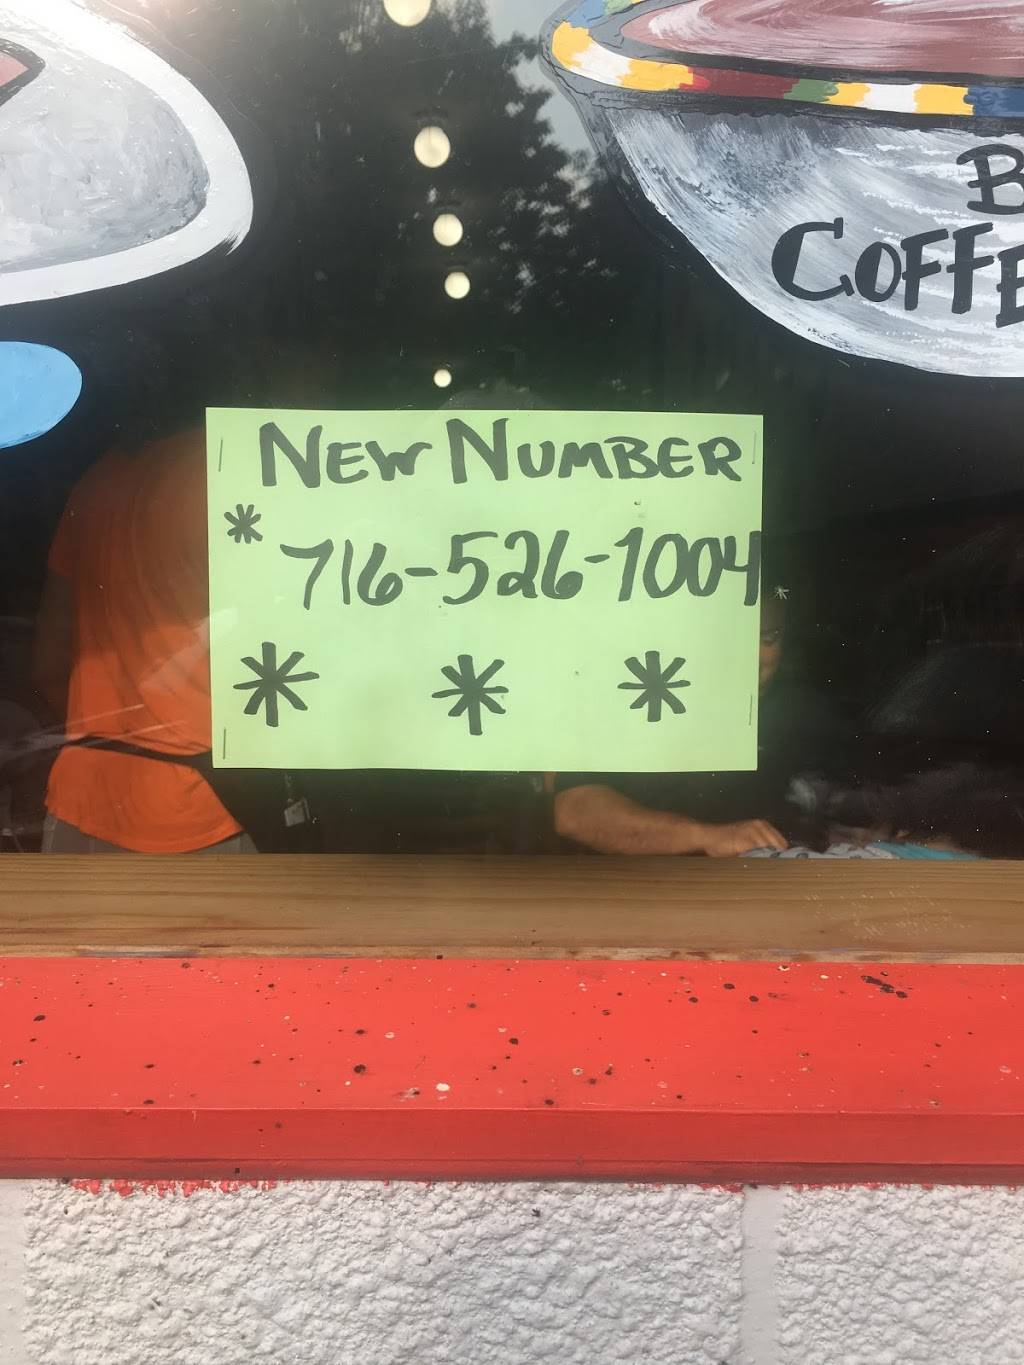 B
COFFE
NEW NUMBER
* 716-526-1004
* * *